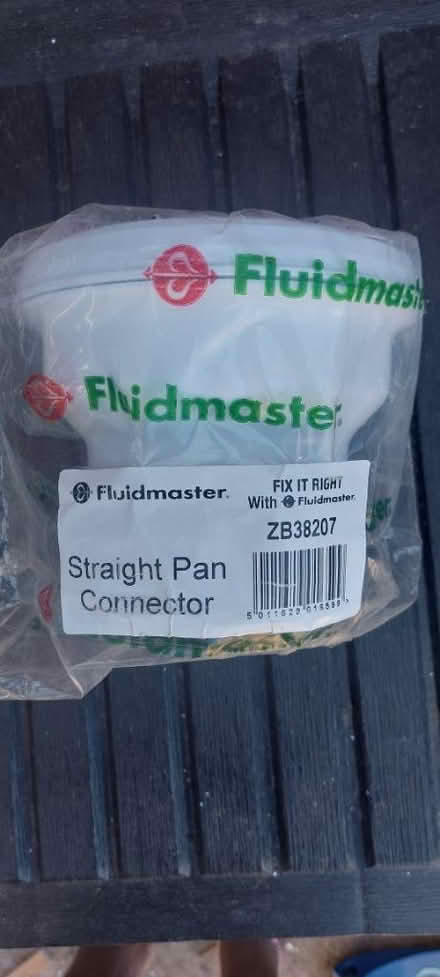 Fluidmast
Fluidmaster
Fluidmaster.
FIX IT RIGHT
With Fluidmaster.
ZB38207
Straight Pan
Connector